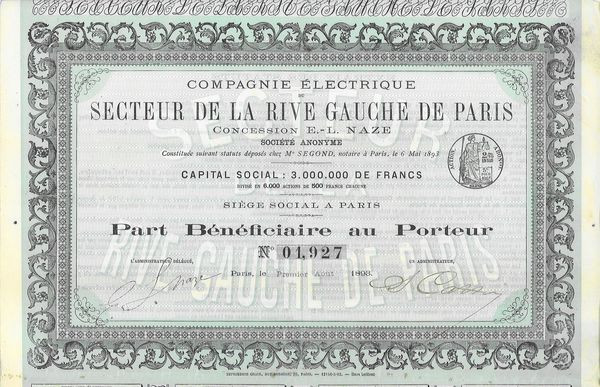 COMPAGNIE ÉLECTRIQUE
DU
SECTEUR DE LA RIVE GAUCHE DE PARIS
CONCESSION E.-L. NAZE
SOCIÉTÉ ANONYME
Constituée suivant statuts déposés chez Me SEGOND, notaire à Paris, le 6 Mai 1893
CAPITAL SOCIAL : 3.000.000 DE FRANCS
DIVISÉ EN 6.000 ACTIONS DE 500 FRANCS CHACUNE
SIÈGE SOCIAL A PARIS
Part Bénéficiaire au Porteur
No 01,927
L'ADMINISTRATEUR DÉLÉGUÉ,
UN ADMINISTRATEUR,
Paris, le Premier Août 1893.
SECTEUR
RIVE GAUCHE DE PARIS